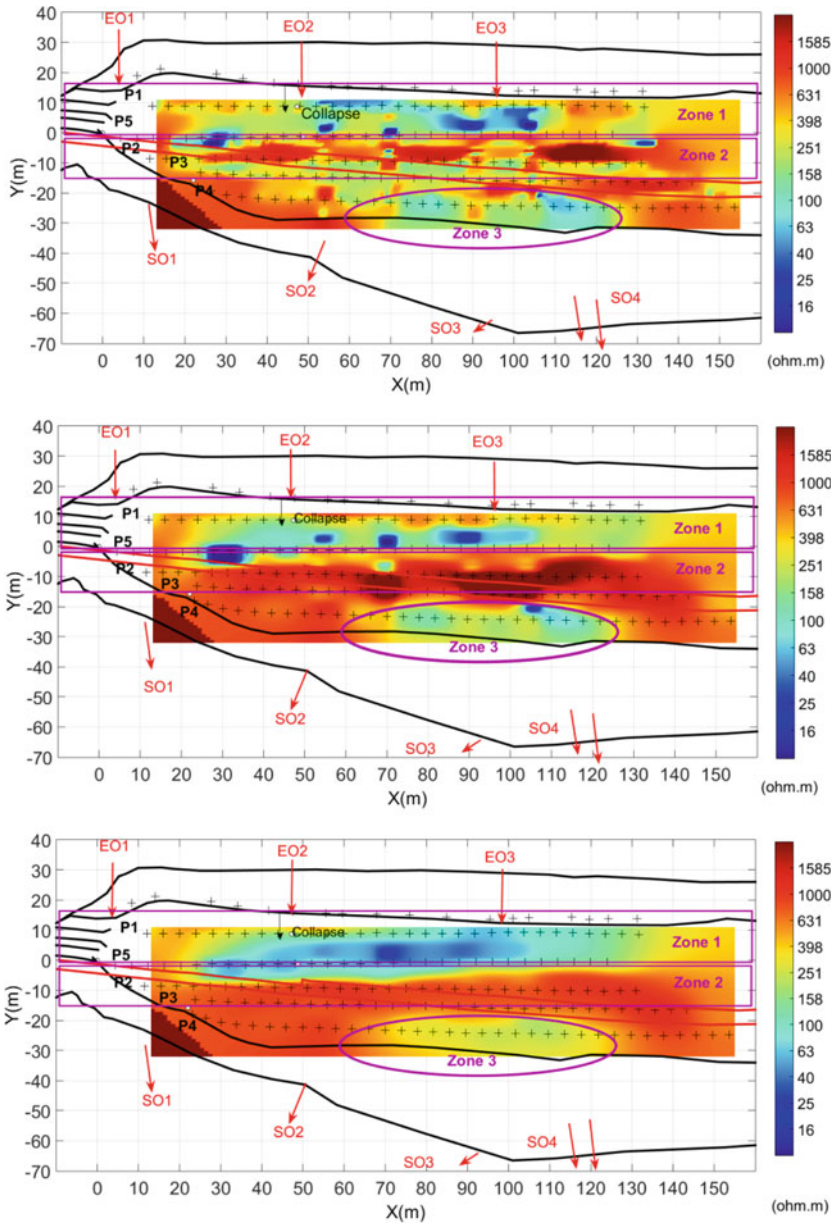 EO1 EO2 EO3
40
30
20
10
0
-10
-20
-30
-40
-50
-60
-70
Y(m)
P1
P5
P2
P3
P4
Collapse
Zone 1
Zone 2
Zone 3
SO1
SO2
SO3
SO4
0 10 20 30 40 50 60 70 80 90 100 110 120 130 140 150
X(m)
1585
1000
631
398
251
158
100
63
40
25
16
(ohm.m)
EO1 EO2 EO3
40
30
20
10
0
-10
-20
-30
-40
-50
-60
-70
Y(m)
P1
P5
P2
P3
P4
Collapse
Zone 1
Zone 2
Zone 3
SO1
SO2
SO3
SO4
0 10 20 30 40 50 60 70 80 90 100 110 120 130 140 150
X(m)
1585
1000
631
398
251
158
100
63
40
25
16
(ohm.m)
EO1 EO2 EO3
40
30
20
10
0
-10
-20
-30
-40
-50
-60
-70
Y(m)
P1
P5
P2
P3
P4
Collapse
Zone 1
Zone 2
Zone 3
SO1
SO2
SO3
SO4
0 10 20 30 40 50 60 70 80 90 100 110 120 130 140 150
X(m)
1585
1000
631
398
251
158
100
63
40
25
16
(ohm.m)